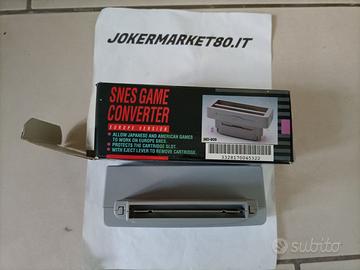 JOKERMARKET80.IT
SNES GAME
CONVERTER
EUROPE VERSION
• ALLOW JAPANESE AND AMERICAN GAMES
TO WORK ON EUROPE SNES.
• PROTECTS THE CARTRIDGE SLOT.
• WITH EJECT LEVER TO REMOVE CARTRIDGE.
3328170045322
subito